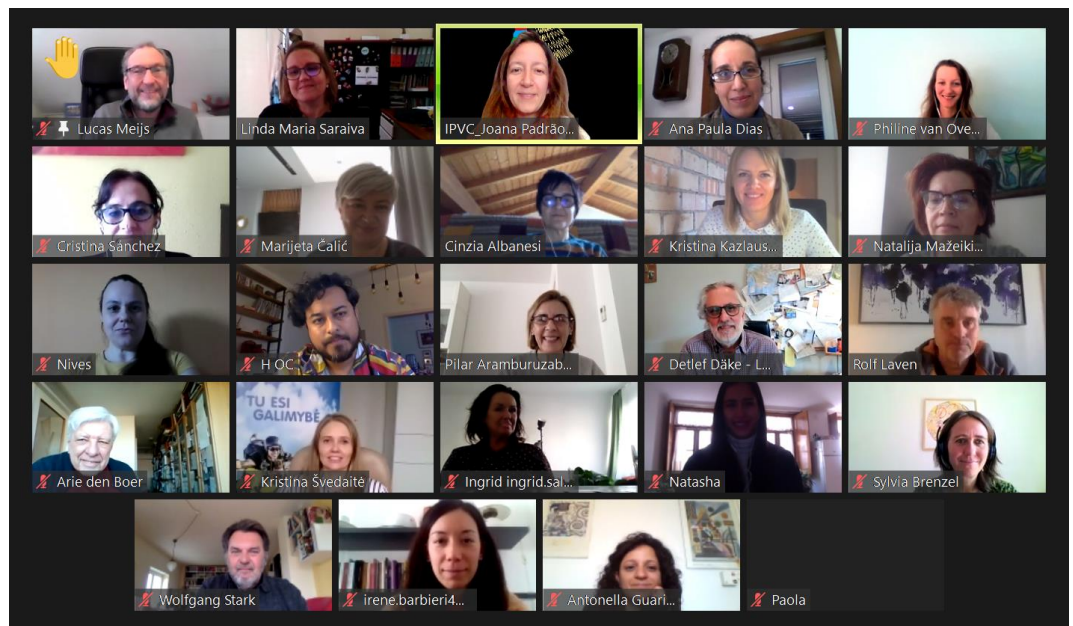 Lucas Meijs
Linda Maria Saraiva
IPVC_Joana Padrão...
Ana Paula Dias
Philine van Ove...
Cristina Sánchez
Marijeta Čalić
Cinzia Albanesi
Kristina Kazlaus...
Natalija Mažeiki...
Nives
H OC
Pilar Aramburuzab...
Detlef Däke - L...
Rolf Laven
Arie den Boer
TU ESI
GALIMYBĖ
Kristina Švedaitė
Ingrid ingrid.sal...
Natasha
Sylvia Brenzel
Wolfgang Stark
irene.barbieri4...
Antonella Guari...
Paola